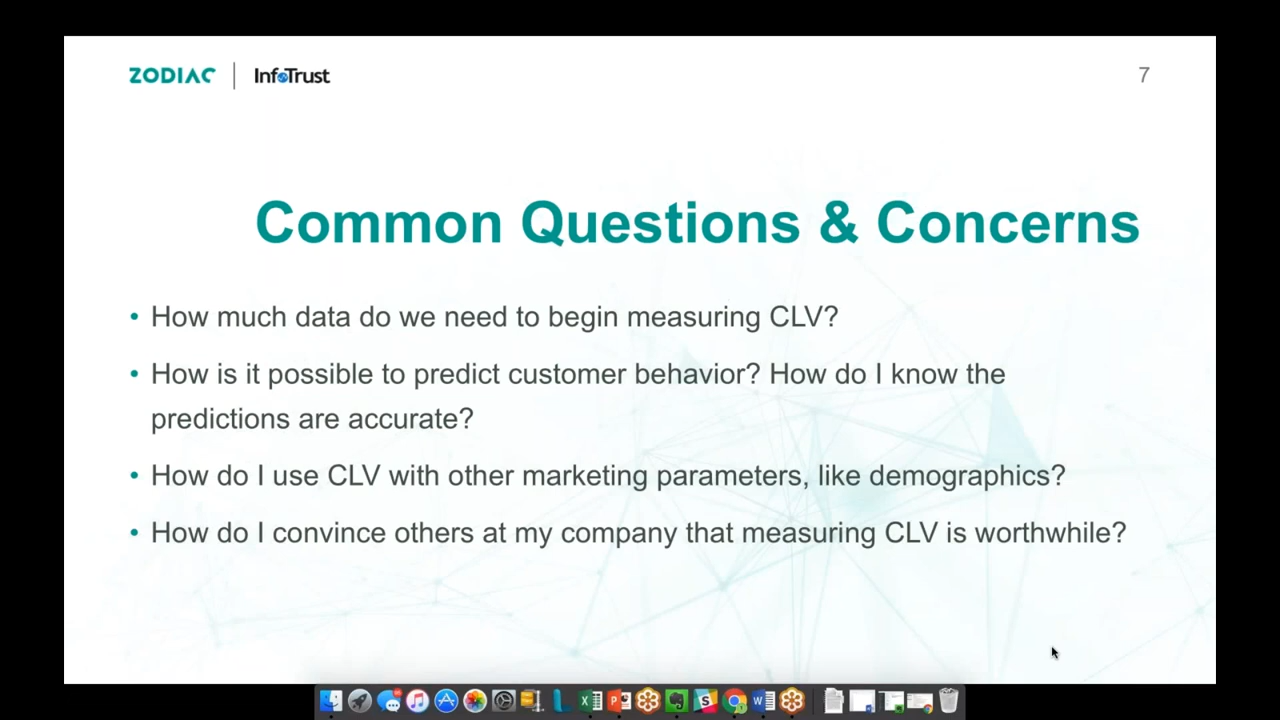 ZODIAC | InfoTrust
7
Common Questions & Concerns
• How much data do we need to begin measuring CLV?
• How is it possible to predict customer behavior? How do I know the
predictions are accurate?
• How do I use CLV with other marketing parameters, like demographics?
• How do I convince others at my company that measuring CLV is worthwhile?